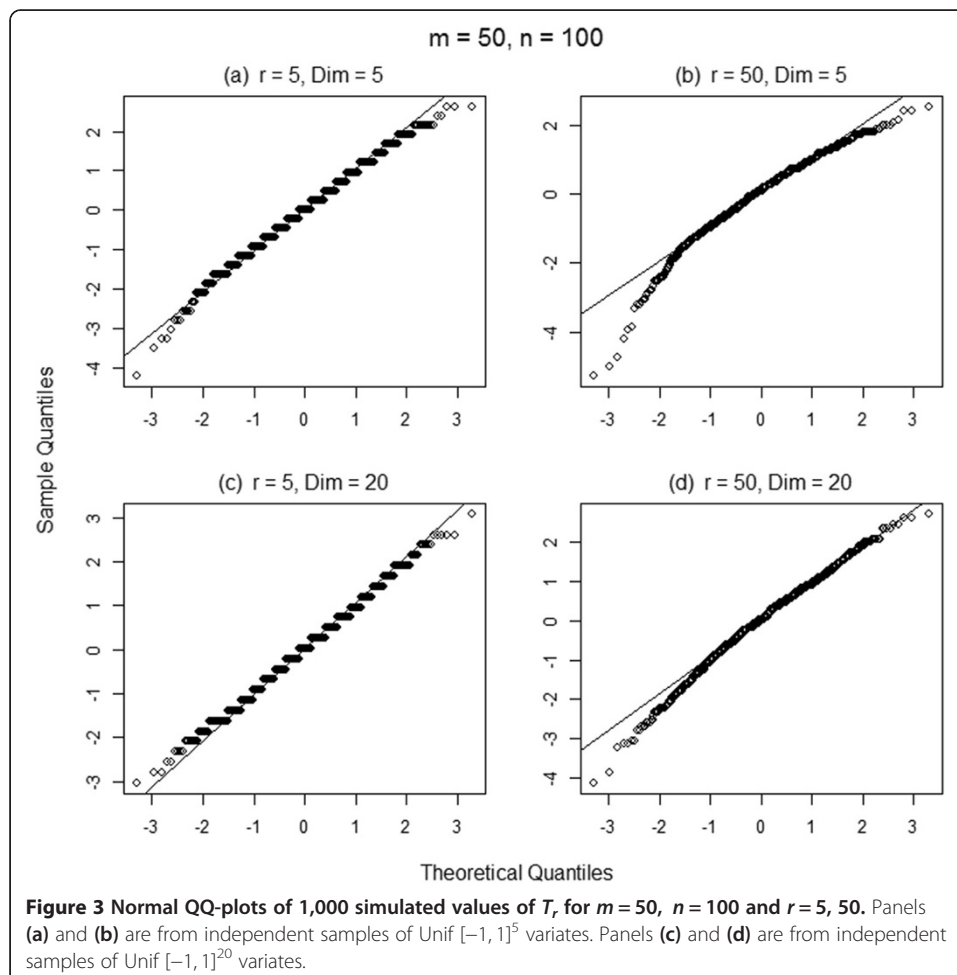 m = 50, n = 100
(a) r = 5, Dim = 5
(b) r = 50, Dim = 5
2
1
0
-1
-2
-3
-4
-3 -2 -1 0 1 2 3
2
0
-2
-4
-3 -2 -1 0 1 2 3
Sample Quantiles
(c) r = 5, Dim = 20
(d) r = 50, Dim = 20
3
2
1
0
-1
-2
-3
-3 -2 -1 0 1 2 3
2
1
0
-1
-2
-3
-4
-3 -2 -1 0 1 2 3
Theoretical Quantiles
Figure 3 Normal QQ-plots of 1,000 simulated values of Tr for m = 50, n = 100 and r = 5, 50. Panels
(a) and (b) are from independent samples of Unif [−1, 1]⁵ variates. Panels (c) and (d) are from independent
samples of Unif [−1, 1]²⁰ variates.